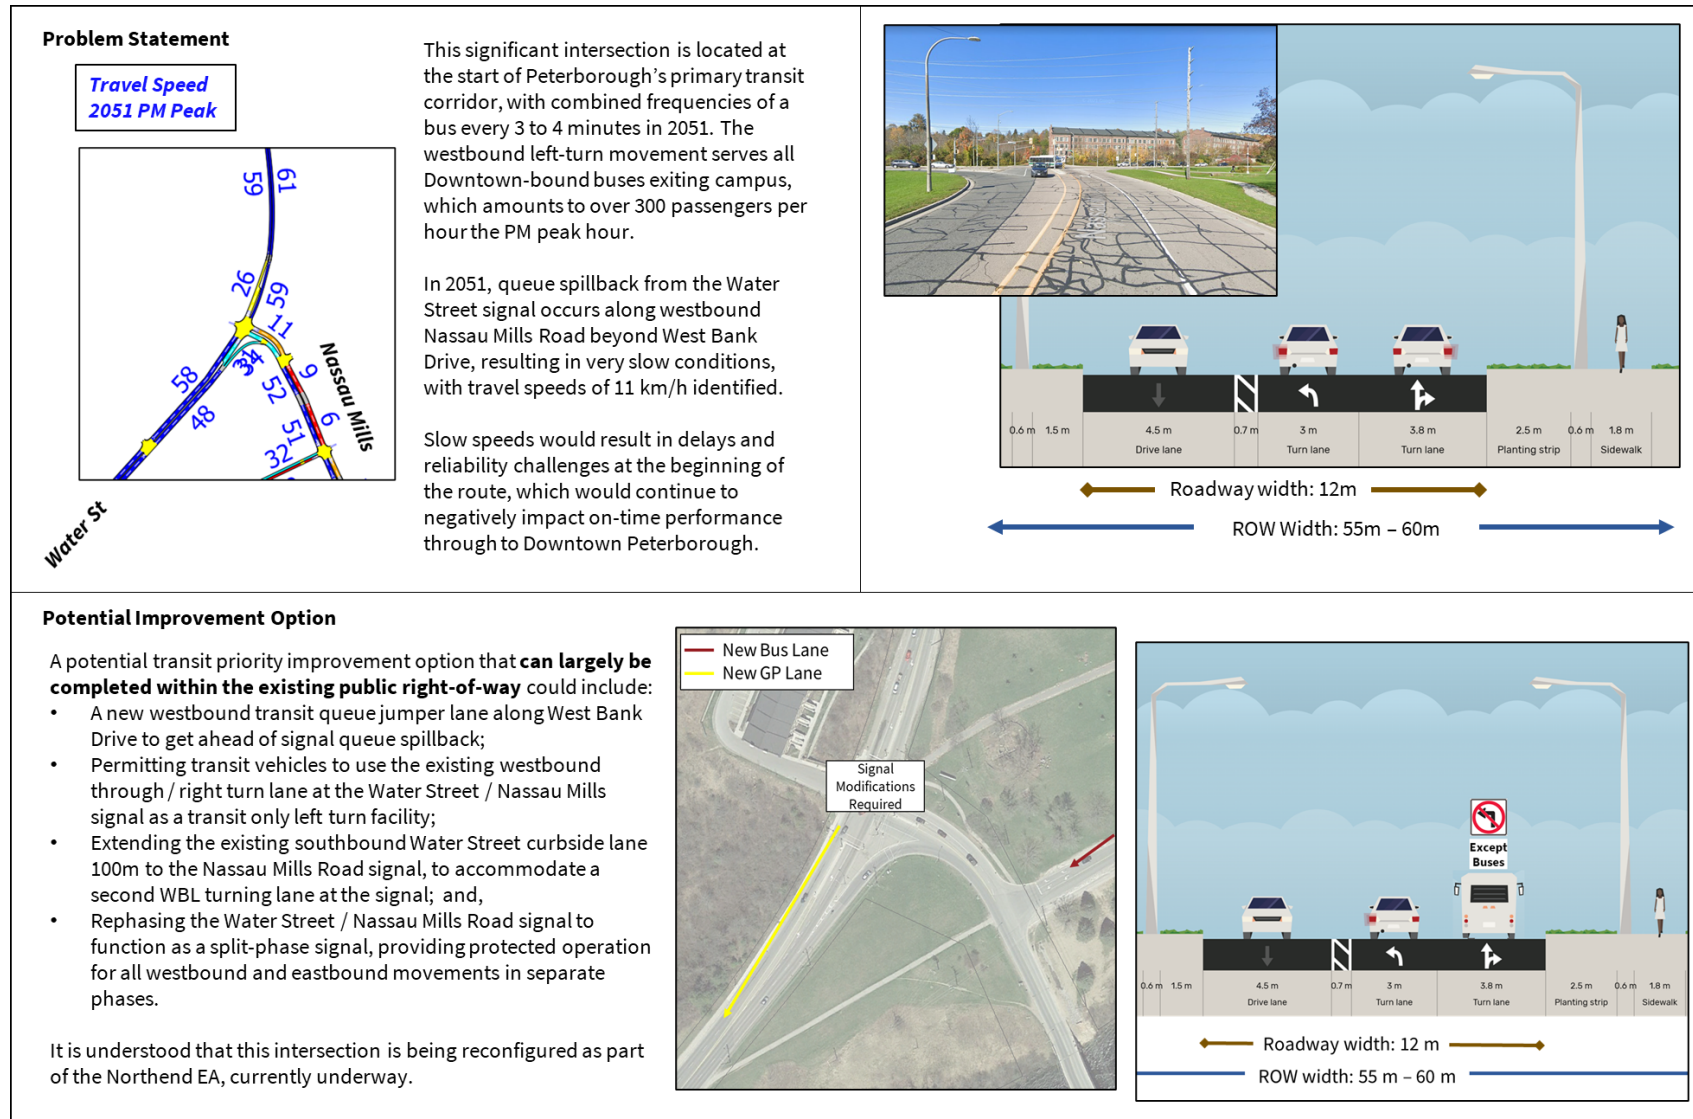 Problem Statement
Travel Speed
2051 PM Peak
61
59
26
59
11
34
9
58
52
48
6
51
32
Nassau Mills
Water St
This significant intersection is located at
the start of Peterborough's primary transit
corridor, with combined frequencies of a
bus every 3 to 4 minutes in 2051. The
westbound left-turn movement serves all
Downtown-bound buses exiting campus,
which amounts to over 300 passengers per
hour the PM peak hour.
In 2051, queue spillback from the Water
Street signal occurs along westbound
Nassau Mills Road beyond West Bank
Drive, resulting in very slow conditions,
with travel speeds of 11 km/h identified.
Slow speeds would result in delays and
reliability challenges at the beginning of
the route, which would continue to
negatively impact on-time performance
through to Downtown Peterborough.
0.6 m 1.5 m 4.5 m 0.7 m 3 m 3.8 m 2.5 m 0.6 m 1.8 m
Drive lane Turn lane Turn lane Planting strip Sidewalk
Roadway width: 12m
ROW Width: 55m – 60m
Potential Improvement Option
A potential transit priority improvement option that can largely be
completed within the existing public right-of-way could include:
• A new westbound transit queue jumper lane along West Bank
Drive to get ahead of signal queue spillback;
• Permitting transit vehicles to use the existing westbound
through / right turn lane at the Water Street / Nassau Mills
signal as a transit only left turn facility;
• Extending the existing southbound Water Street curbside lane
100m to the Nassau Mills Road signal, to accommodate a
second WBL turning lane at the signal; and,
• Rephasing the Water Street / Nassau Mills Road signal to
function as a split-phase signal, providing protected operation
for all westbound and eastbound movements in separate
phases.
It is understood that this intersection is being reconfigured as part
of the Northend EA, currently underway.
New Bus Lane
New GP Lane
Signal
Modifications
Required
Except
Buses
0.6 m 1.5 m 4.5 m 0.7 m 3 m 3.8 m 2.5 m 0.6 m 1.8 m
Drive lane Turn lane Turn lane Planting strip Sidewalk
Roadway width: 12 m
ROW width: 55 m – 60 m